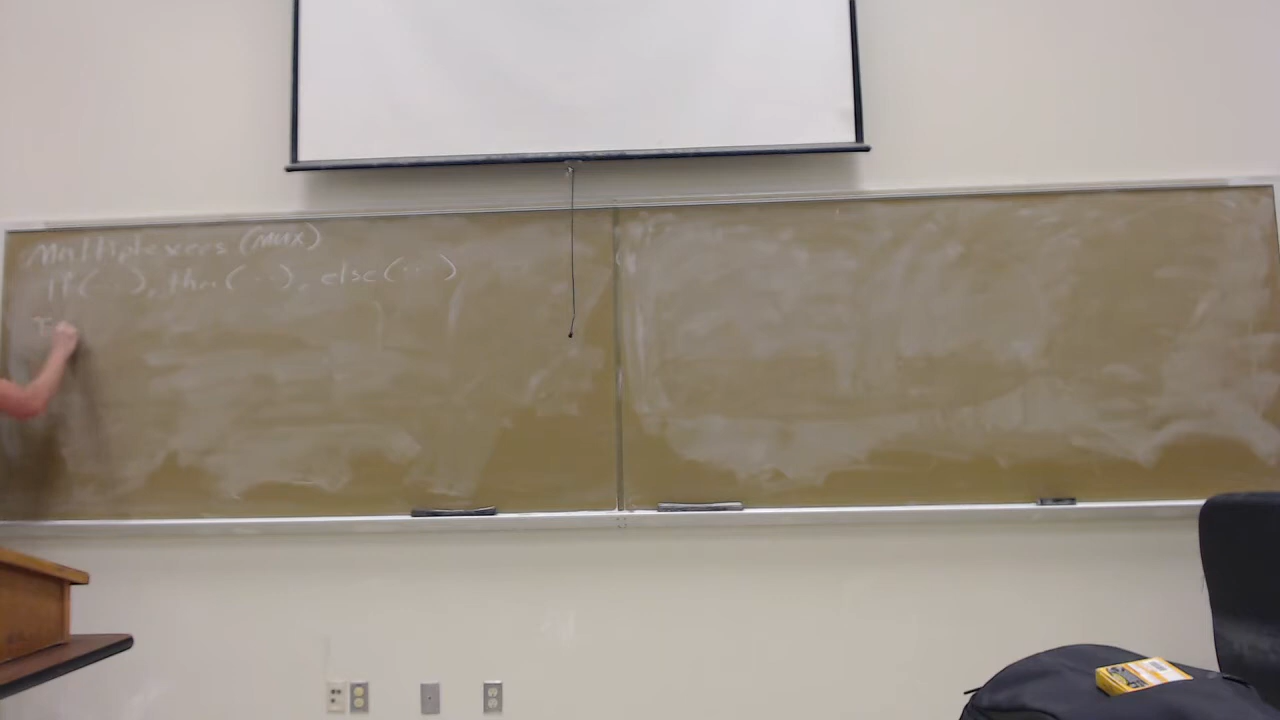 Multiplexers (MUX)
If(...), then(...), else(...)